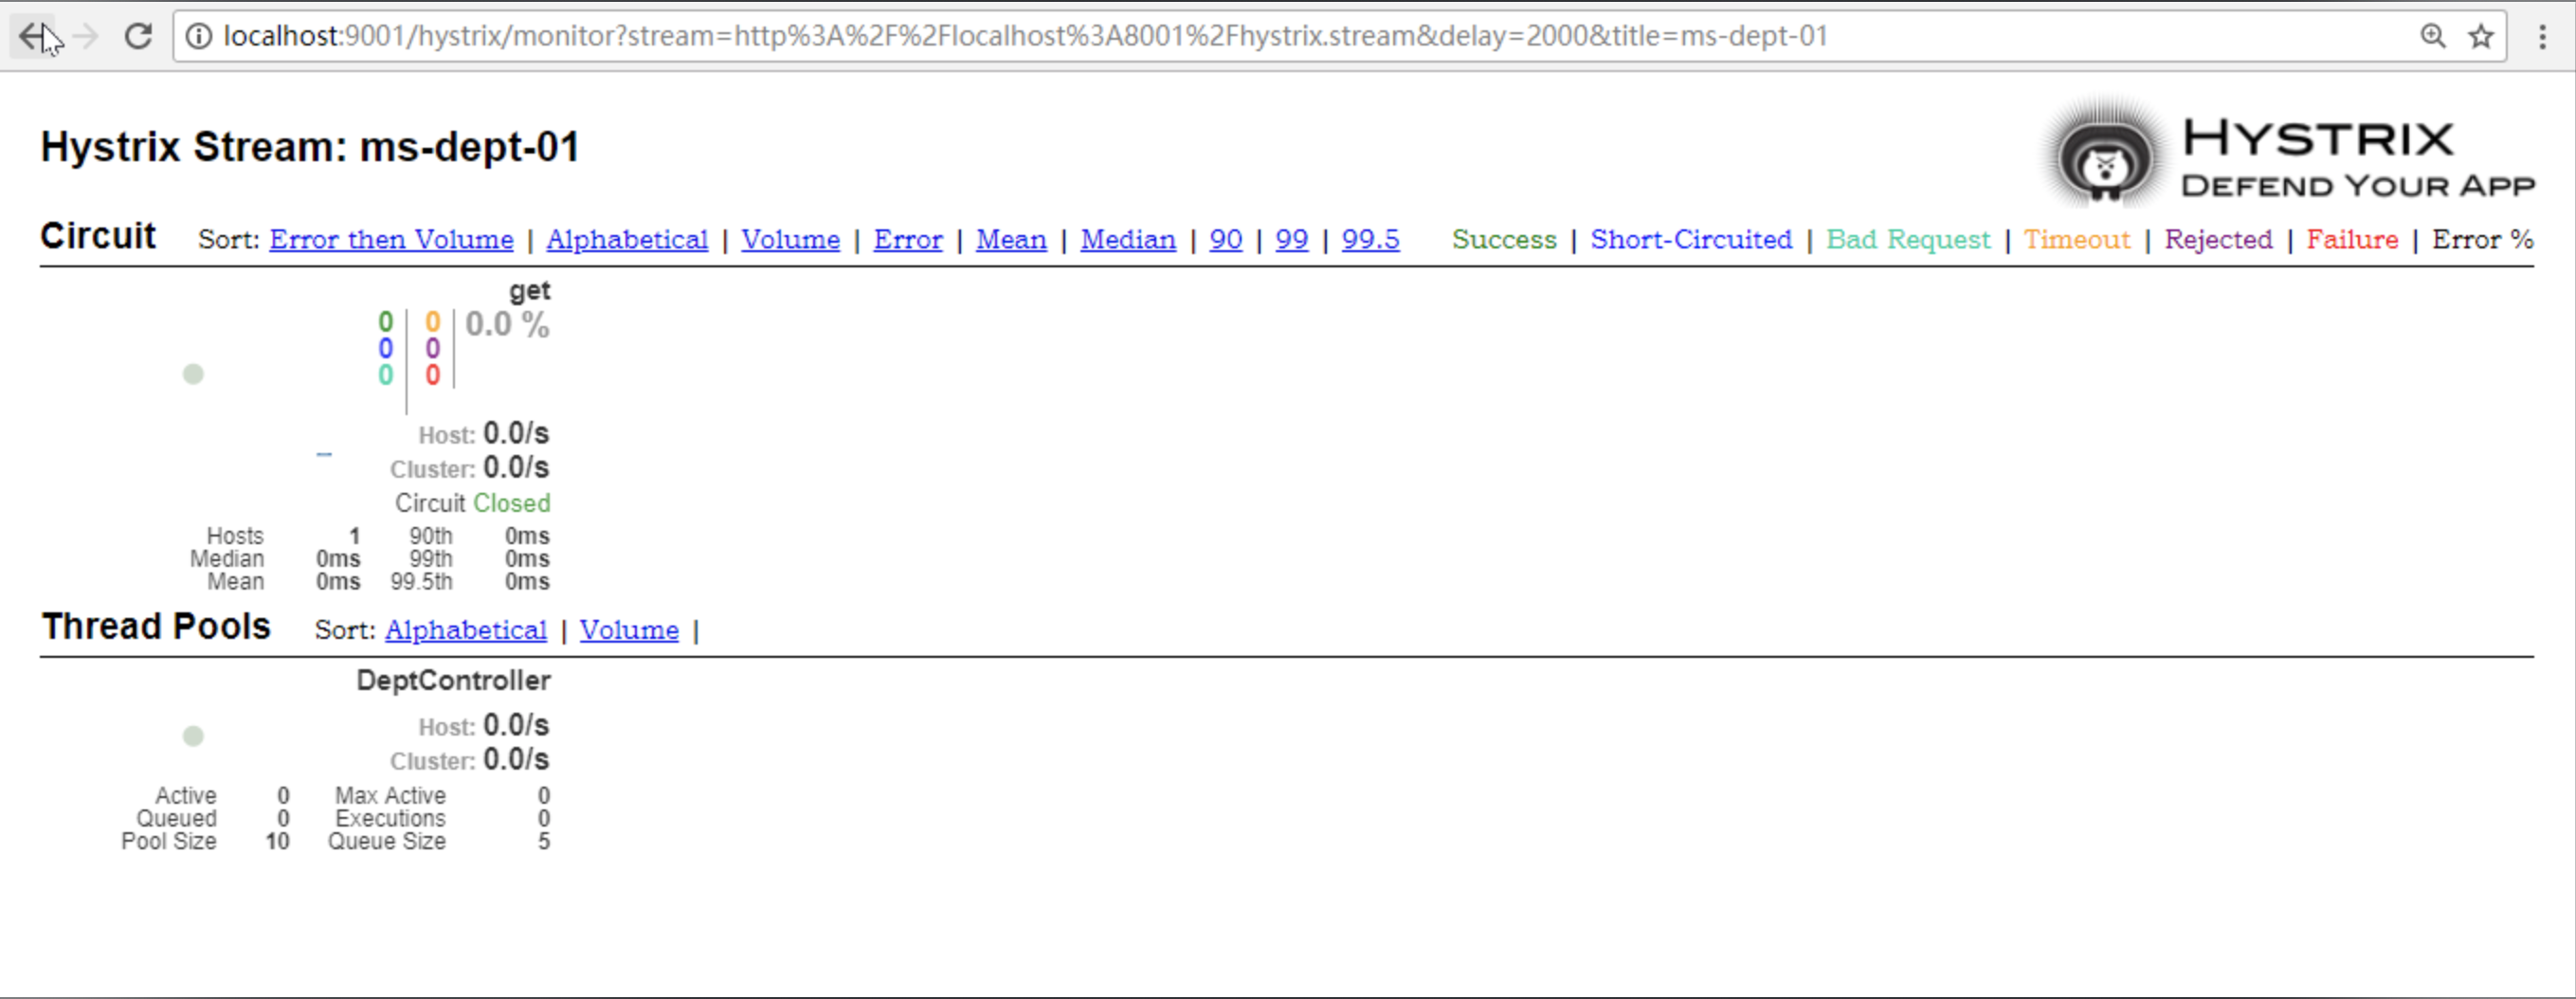 localhost:9001/hystrix/monitor?stream=http%3A%2F%2Flocalhost%3A8001%2Fhystrix.stream&delay=2000&title=ms-dept-01
Hystrix Stream: ms-dept-01
HYSTRIX
DEFEND YOUR APP
Circuit Sort: Error then Volume | Alphabetical | Volume | Error | Mean | Median | 90 | 99 | 99.5 Success | Short-Circuited | Bad Request | Timeout | Rejected | Failure | Error %
get
0 0 0.0 %
0 0
0 0
Host: 0.0/s
Cluster: 0.0/s
Circuit Closed
Hosts 1 90th 0ms
Median 0ms 99th 0ms
Mean 0ms 99.5th 0ms
Thread Pools Sort: Alphabetical | Volume |
DeptController
Host: 0.0/s
Cluster: 0.0/s
Active 0 Max Active 0
Queued 0 Executions 0
Pool Size 10 Queue Size 5